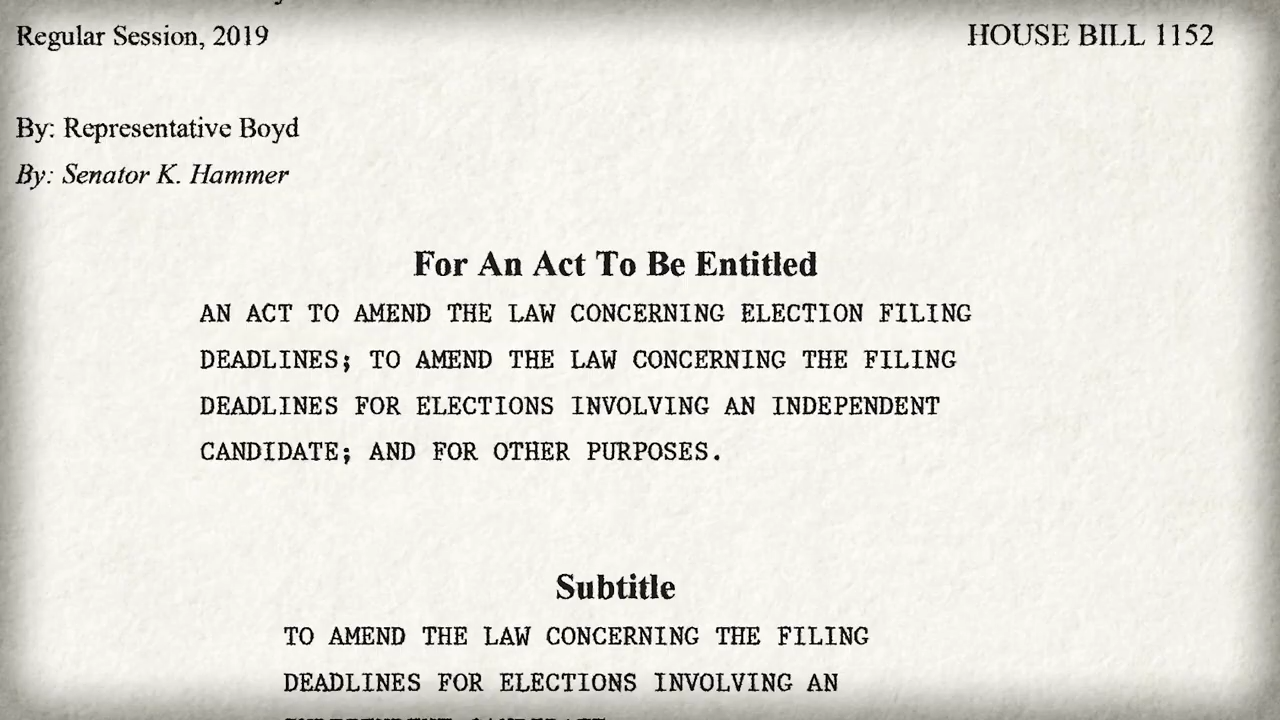 Regular Session, 2019 HOUSE BILL 1152
By: Representative Boyd
By: Senator K. Hammer
For An Act To Be Entitled
AN ACT TO AMEND THE LAW CONCERNING ELECTION FILING
DEADLINES; TO AMEND THE LAW CONCERNING THE FILING
DEADLINES FOR ELECTIONS INVOLVING AN INDEPENDENT
CANDIDATE; AND FOR OTHER PURPOSES.
Subtitle
TO AMEND THE LAW CONCERNING THE FILING
DEADLINES FOR ELECTIONS INVOLVING AN